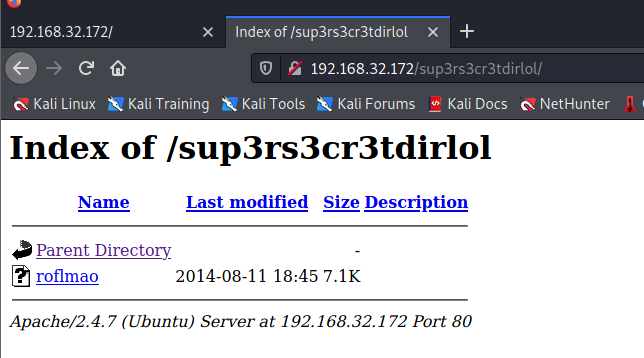 192.168.32.172/
Index of /sup3rs3cr3tdirlol
192.168.32.172/sup3rs3cr3tdirlol/
Kali Linux Kali Training Kali Tools Kali Forums Kali Docs NetHunter
Index of /sup3rs3cr3tdirlol
Name Last modified Size Description
Parent Directory -
roflmao 2014-08-11 18:45 7.1K
Apache/2.4.7 (Ubuntu) Server at 192.168.32.172 Port 80